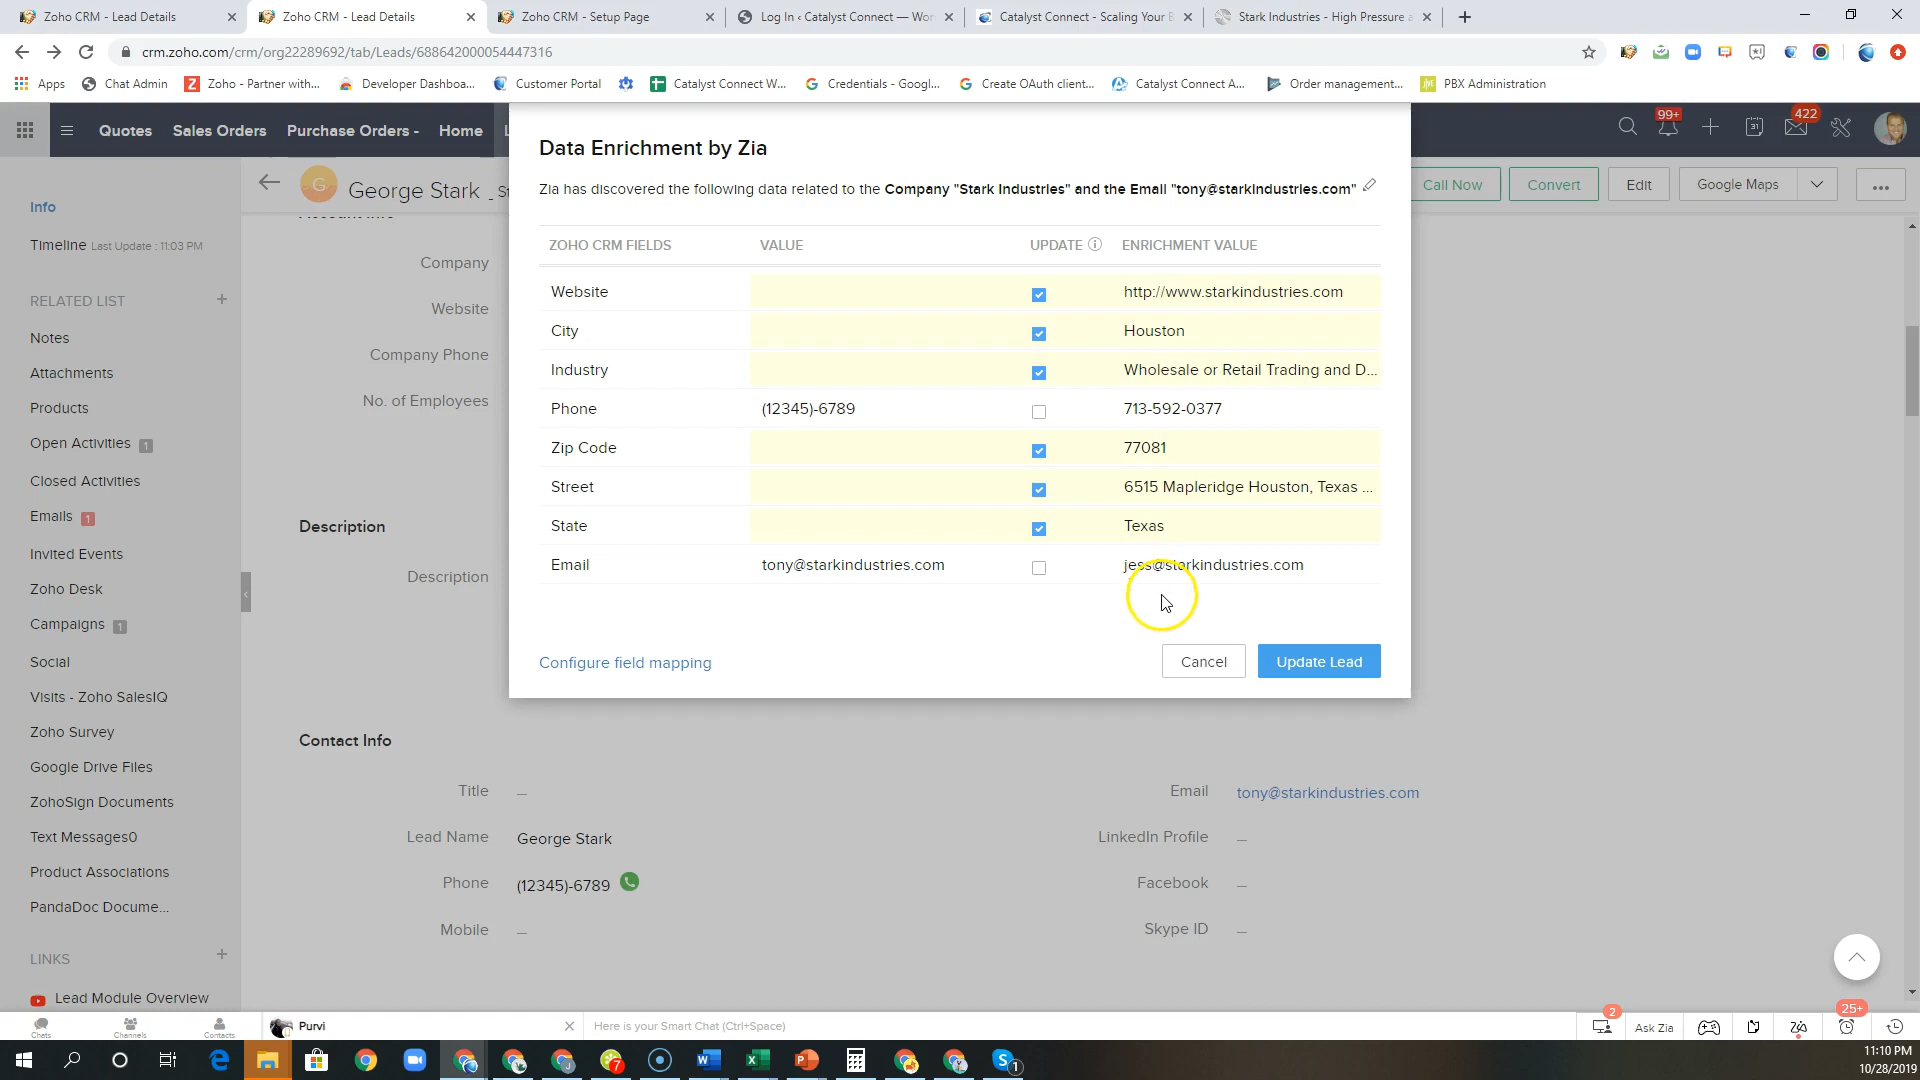 Zoho CRM - Lead Details
Zoho CRM - Lead Details
Zoho CRM - Setup Page
Log In ‹ Catalyst Connect — Wor
Catalyst Connect - Scaling Your B
Stark Industries - High Pressure a
crm.zoho.com/crm/org22289692/tab/Leads/688642000054447316
Apps
Chat Admin
Zoho - Partner with...
Developer Dashboa...
Customer Portal
Catalyst Connect W...
Credentials - Googl...
Create OAuth client...
Catalyst Connect A...
Order management...
PBX Administration
Quotes
Sales Orders
Purchase Orders -
Home
99+
31
422
G
George Stark
Call Now
Convert
Edit
Google Maps
Info
Timeline Last Update : 11:03 PM
RELATED LIST
Notes
Attachments
Products
Open Activities 1
Closed Activities
Emails 1
Invited Events
Zoho Desk
Campaigns 1
Social
Visits - Zoho SalesIQ
Zoho Survey
Google Drive Files
ZohoSign Documents
Text Messages0
Product Associations
PandaDoc Docume...
LINKS
Lead Module Overview
Company
Website
Company Phone
No. of Employees
Description
Description
Data Enrichment by Zia
Zia has discovered the following data related to the Company "Stark Industries" and the Email "tony@starkindustries.com"
ZOHO CRM FIELDS VALUE UPDATE ENRICHMENT VALUE
Website http://www.starkindustries.com
City Houston
Industry Wholesale or Retail Trading and D...
Phone (12345)-6789 713-592-0377
Zip Code 77081
Street 6515 Mapleridge Houston, Texas ...
State Texas
Email tony@starkindustries.com jess@starkindustries.com
Configure field mapping
Cancel
Update Lead
Contact Info
Title –
Email tony@starkindustries.com
Lead Name George Stark
LinkedIn Profile –
Phone (12345)-6789
Facebook –
Mobile –
Skype ID –
Chats
Channels
Contacts
Purvi
Here is your Smart Chat (Ctrl+Space)
2
Ask Zia
25+
7
1
11:10 PM
10/28/2019